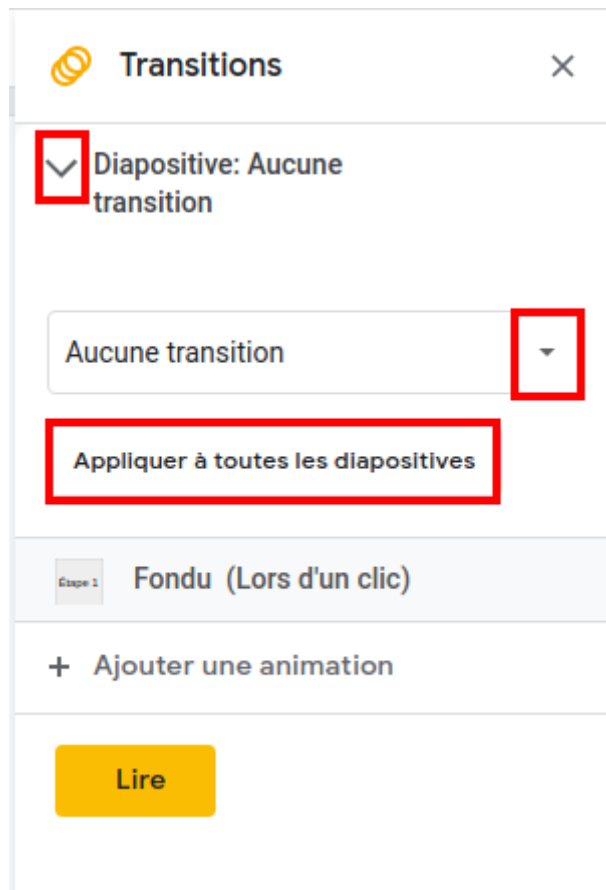 Transitions
Diapositive: Aucune
transition
Aucune transition
Appliquer à toutes les diapositives
Étape 1
Fondu (Lors d'un clic)
+ Ajouter une animation
Lire